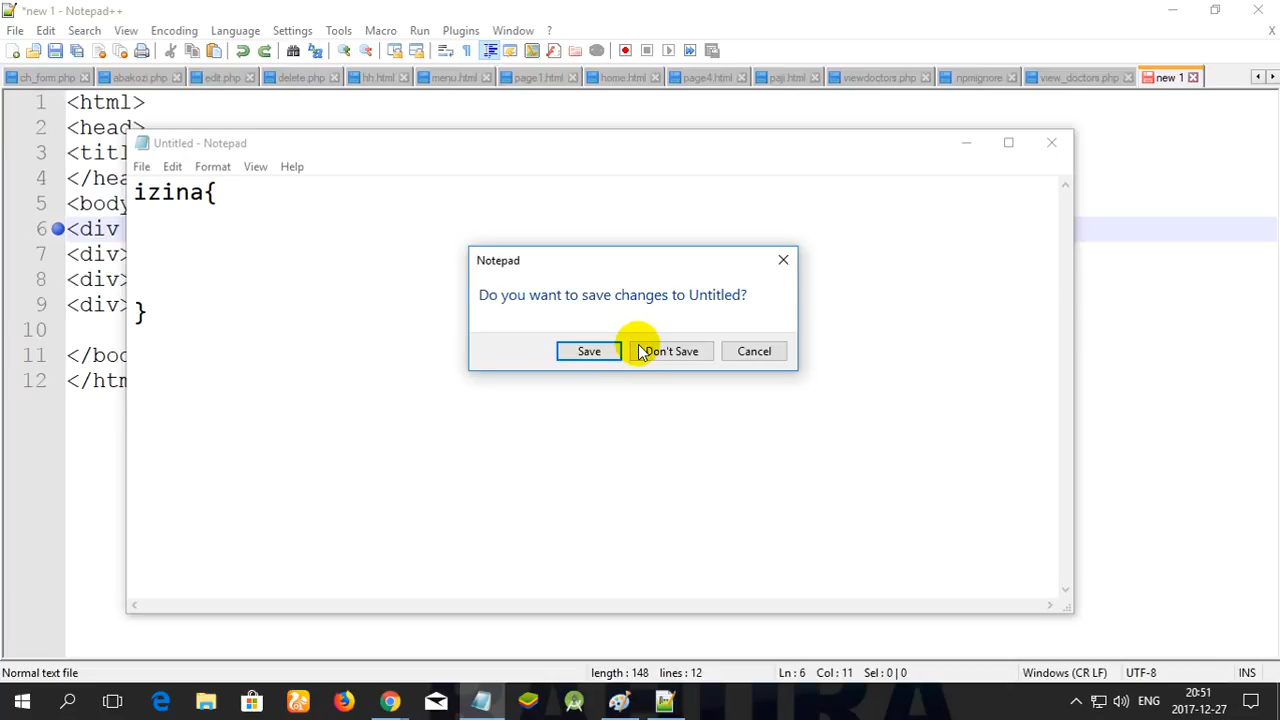 *new 1 - Notepad++
File Edit Search View Encoding Language Settings Tools Macro Run Plugins Window ? X
ch_form.php abakozi.php edit.php delete.php hh.html menu.html page1.html home.html page4.html paji.html viewdoctors.php npmignore view_doctors.php new 1
1 <html>
2 <head>
3 <titl
4 </hea
5 <body
6 <div
7 <div>
8 <div>
9 <div>
10
11 </bod
12 </htm
Untitled - Notepad
File Edit Format View Help
izina{
}
Notepad
Do you want to save changes to Untitled?
Save Don't Save Cancel
Normal text file length : 148 lines : 12 Ln : 6 Col : 11 Sel : 0 | 0 Windows (CR LF) UTF-8 INS
ENG 20:51
2017-12-27